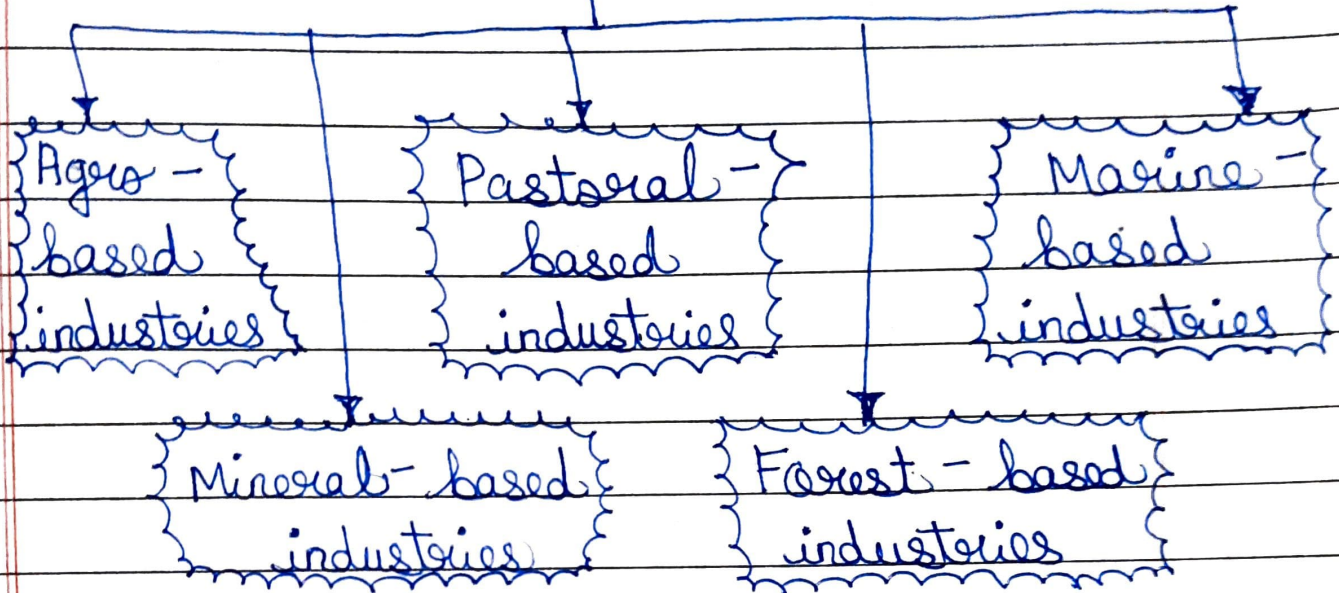 Agro-
based
industries
Pastoral-
based
industries
Marine-
based
industries
Mineral-based
industries
Forest-based
industries